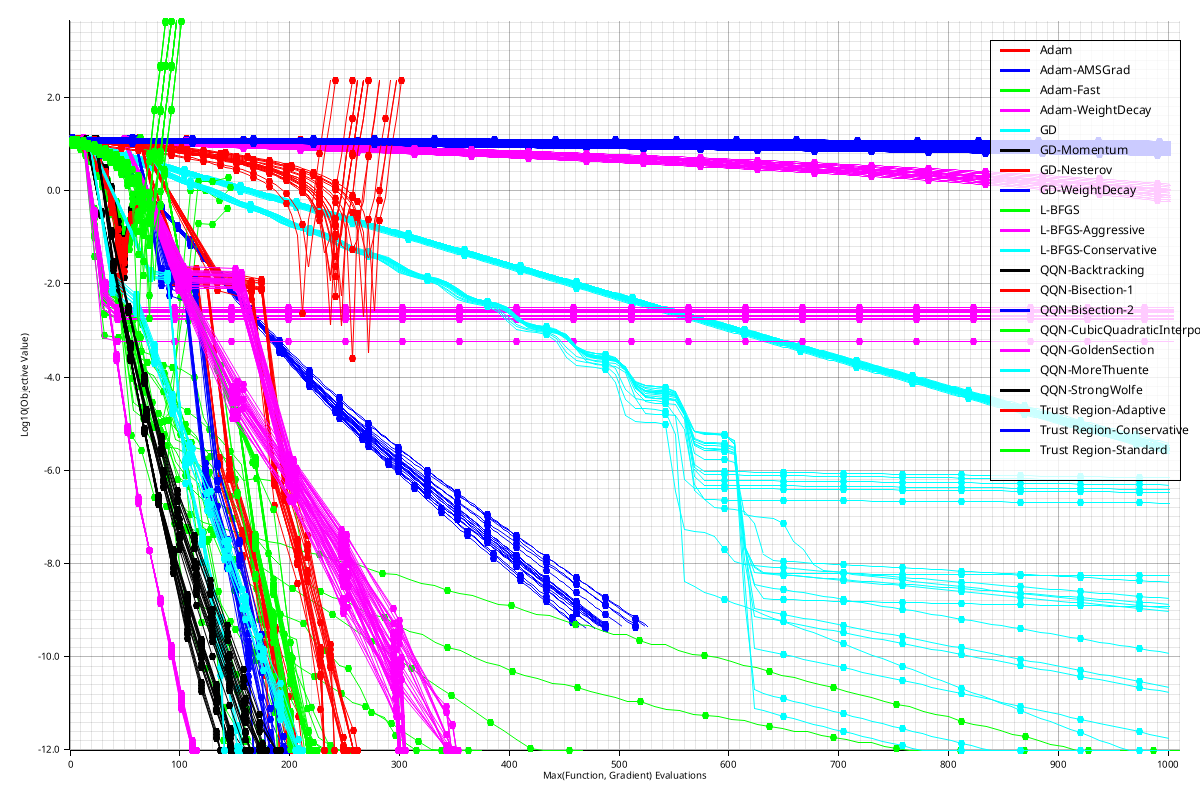 2.0
0.0
-2.0
-4.0
-6.0
-8.0
-10.0
-12.0
Log10(Objective Value)
0 100 200 300 400 500 600 700 800 900 1000
Max(Function, Gradient) Evaluations
Adam
Adam-AMSGrad
Adam-Fast
Adam-WeightDecay
GD
GD-Momentum
GD-Nesterov
GD-WeightDecay
L-BFGS
L-BFGS-Aggressive
L-BFGS-Conservative
QQN-Backtracking
QQN-Bisection-1
QQN-Bisection-2
QQN-CubicQuadraticInterpo
QQN-GoldenSection
QQN-MoreThuente
QQN-StrongWolfe
Trust Region-Adaptive
Trust Region-Conservative
Trust Region-Standard